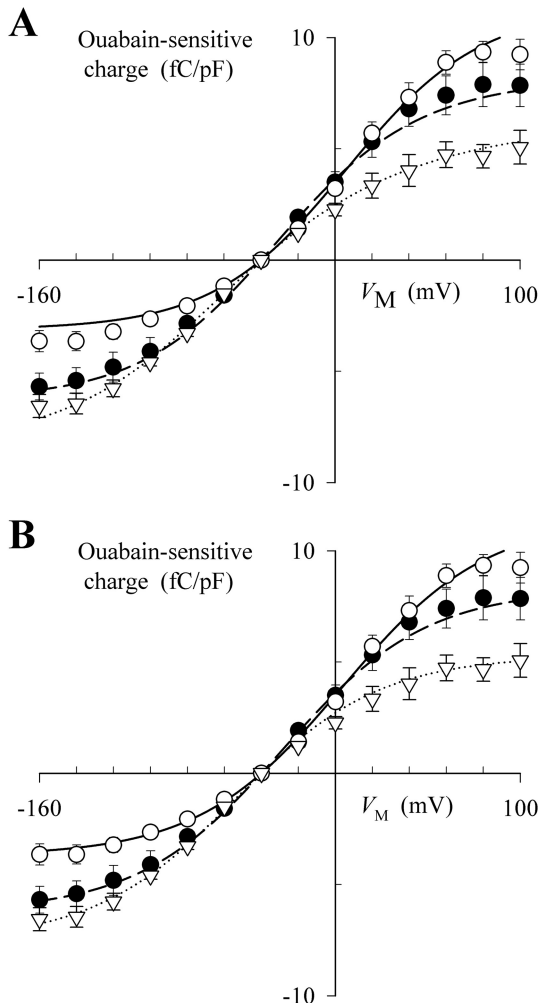 A
Ouabain-sensitive
charge (fC/pF)
10
-160
VM (mV)
100
-10
B
Ouabain-sensitive
charge (fC/pF)
10
-160
VM (mV)
100
-10